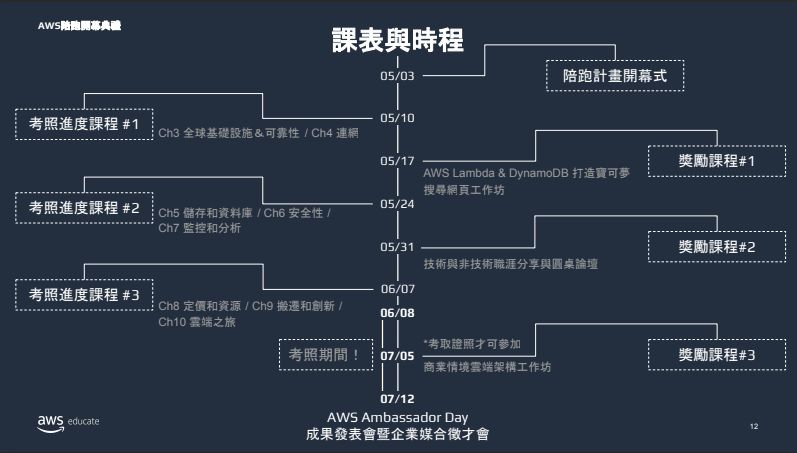 AWS陪跑開幕典禮
課表與時程
05/03
陪跑計畫開幕式
05/10
考照進度課程 #1
Ch3 全球基礎設施＆可靠性 / Ch4 連網
05/17
獎勵課程#1
AWS Lambda & DynamoDB 打造寶可夢
搜尋網頁工作坊
05/24
考照進度課程 #2
Ch5 儲存和資料庫 / Ch6 安全性 /
Ch7 監控和分析
05/31
獎勵課程#2
技術與非技術職涯分享與圓桌論壇
06/07
考照進度課程 #3
Ch8 定價和資源 / Ch9 搬遷和創新 /
Ch10 雲端之旅
06/08
考照期間！
07/05
*考取證照才可參加
商業情境雲端架構工作坊
獎勵課程#3
07/12
AWS Ambassador Day
成果發表會暨企業媒合徵才會
aws educate
12